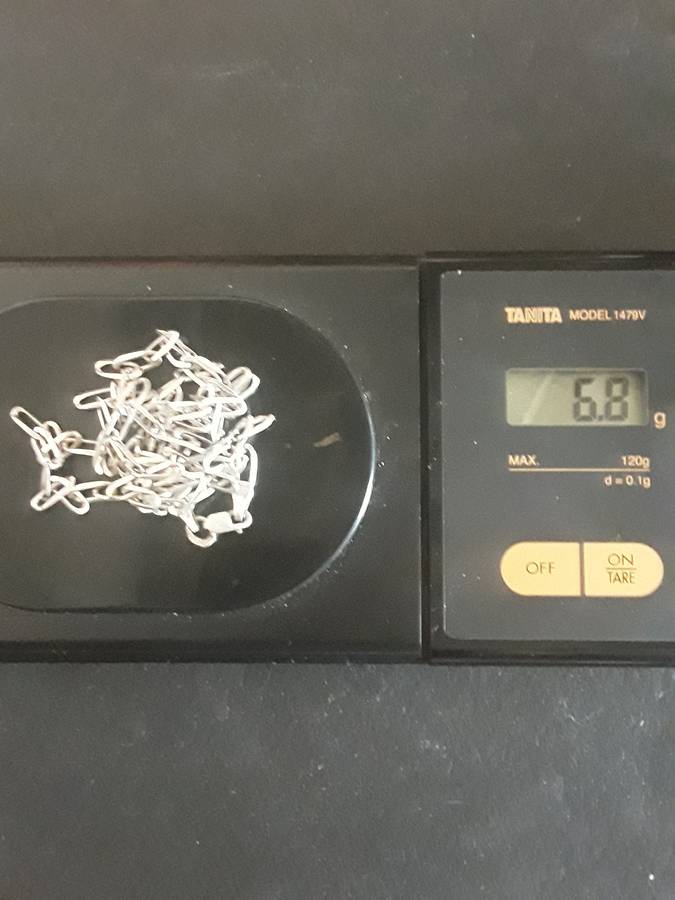 TANITA MODEL 1479V
6.8 g
MAX. 120g
d = 0.1g
OFF
ON
TARE